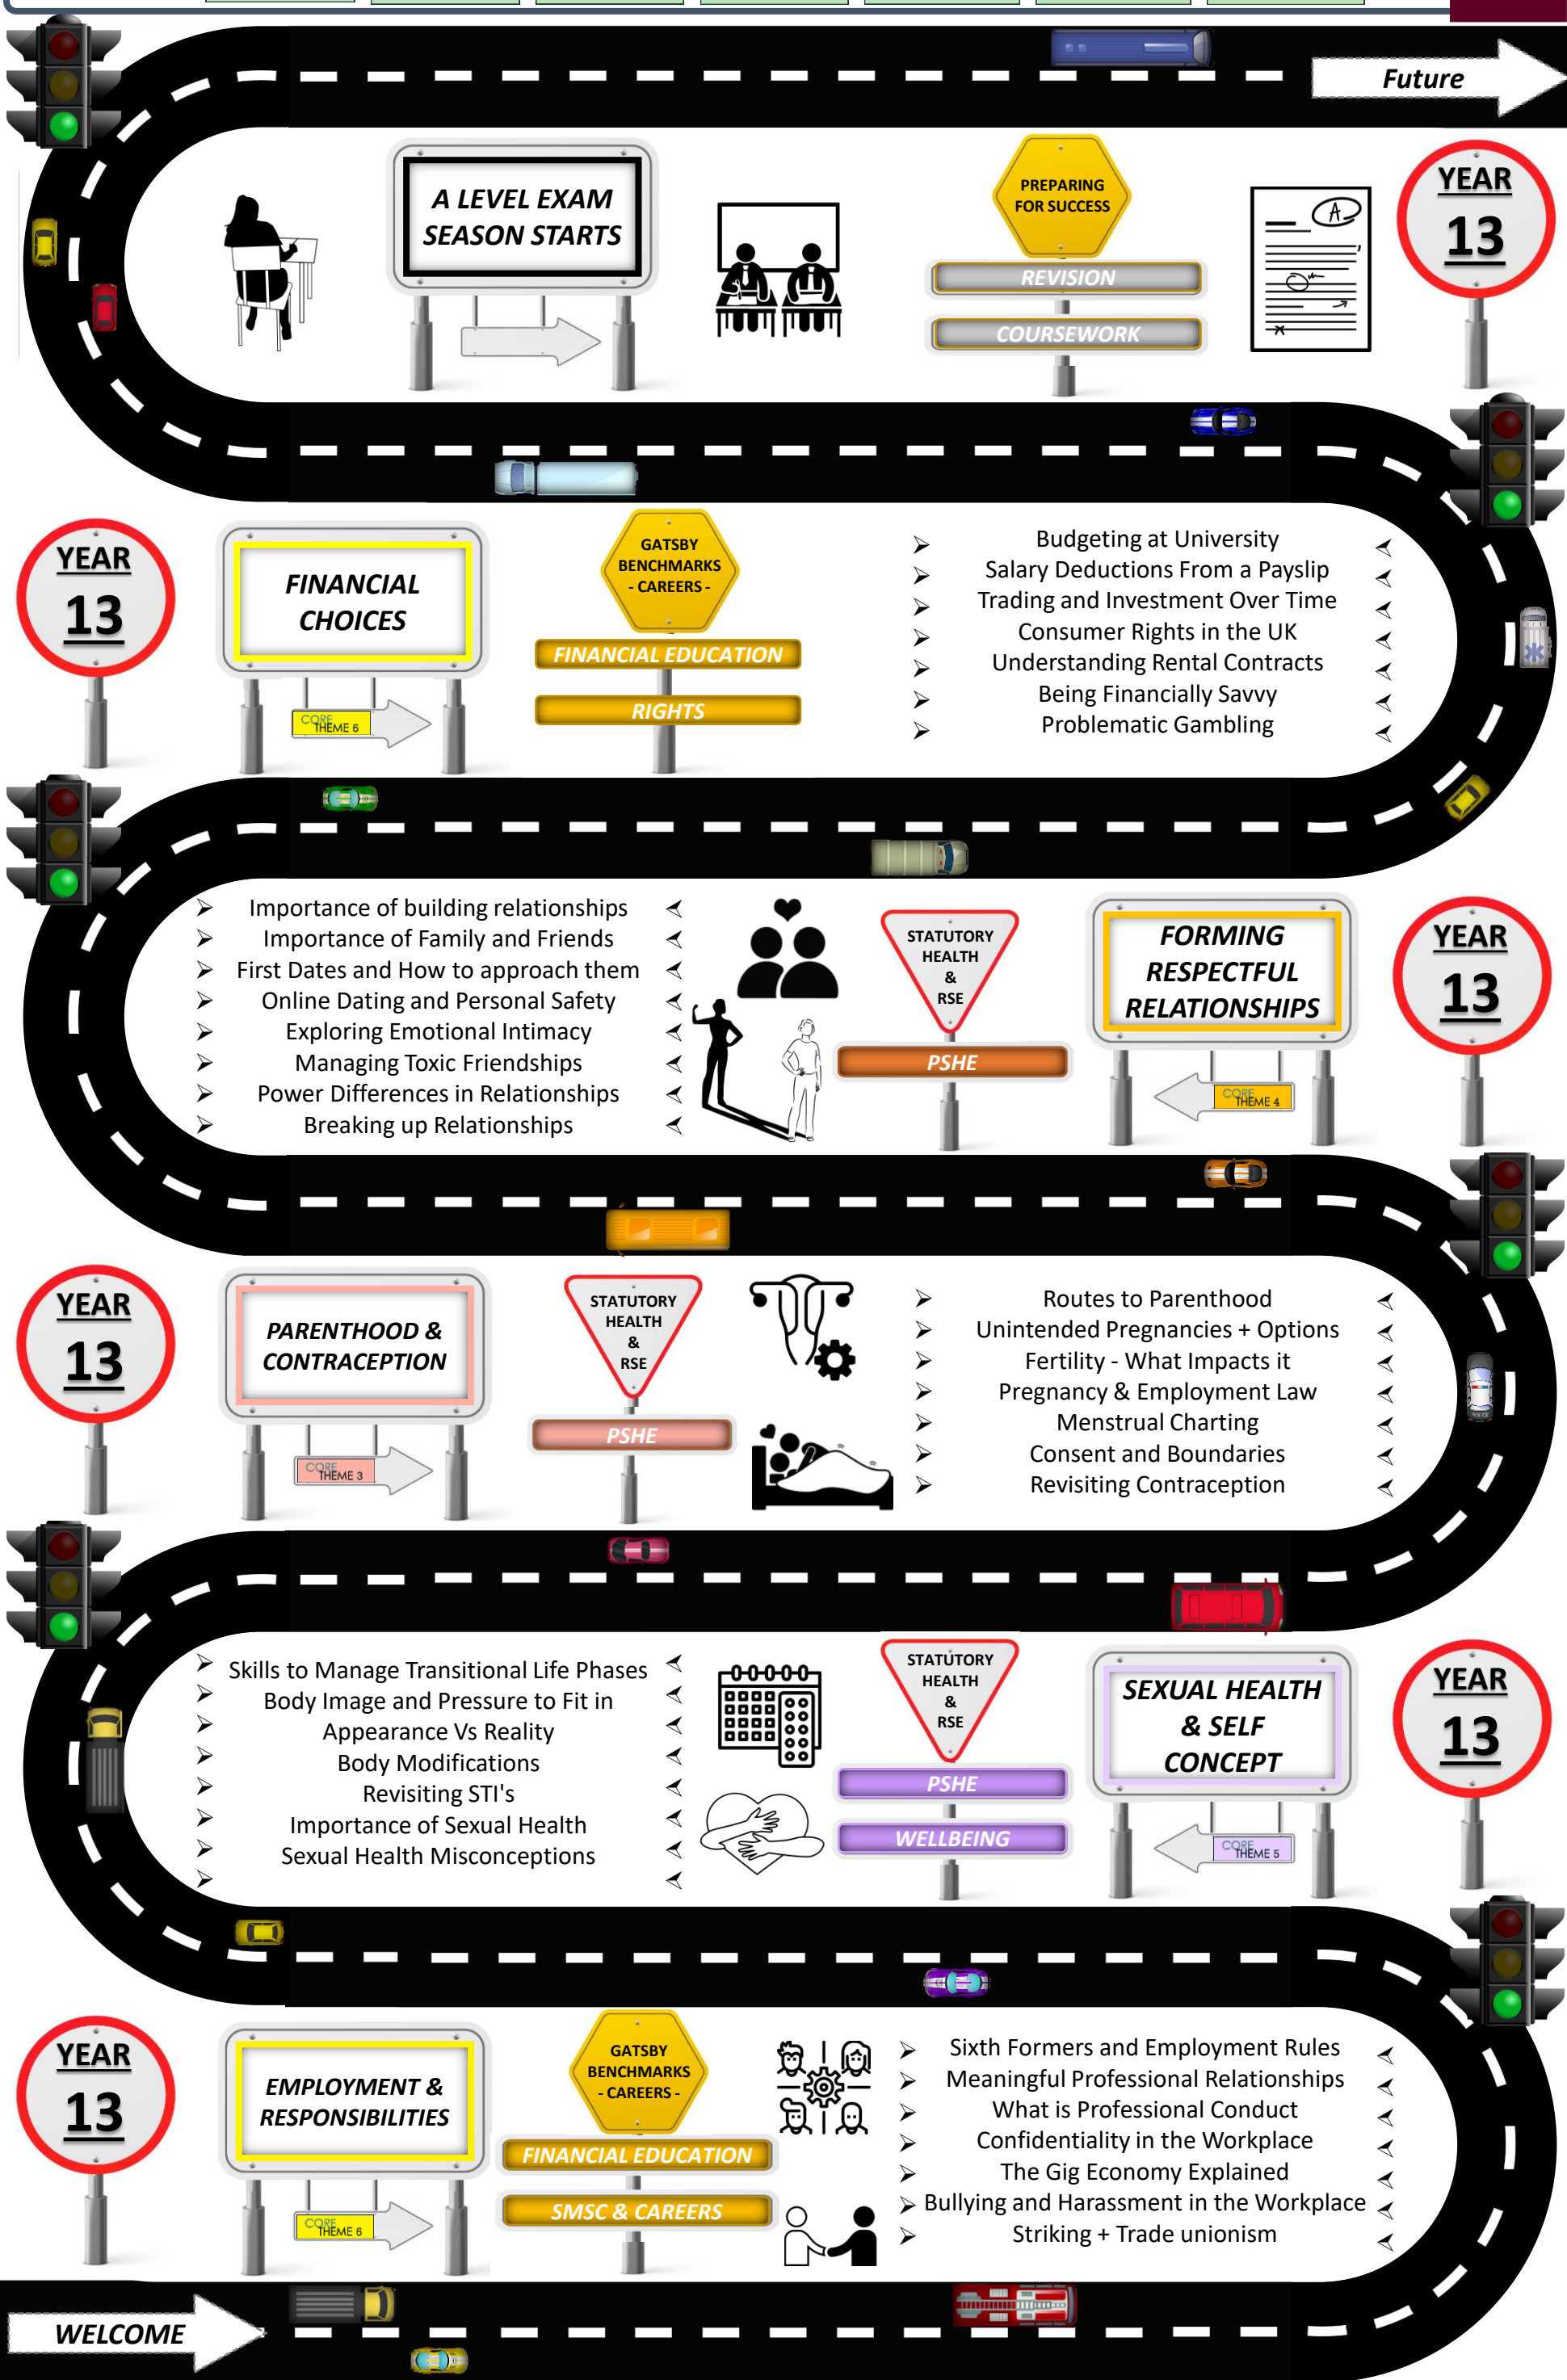 Future
A LEVEL EXAM
SEASON STARTS
PREPARING
FOR SUCCESS
REVISION
COURSEWORK
A
YEAR
13
YEAR
13
FINANCIAL
CHOICES
CORE
THEME 6
GATSBY
BENCHMARKS
- CAREERS -
FINANCIAL EDUCATION
RIGHTS
Budgeting at University
Salary Deductions From a Payslip
Trading and Investment Over Time
Consumer Rights in the UK
Understanding Rental Contracts
Being Financially Savvy
Problematic Gambling
Importance of building relationships
Importance of Family and Friends
First Dates and How to approach them
Online Dating and Personal Safety
Exploring Emotional Intimacy
Managing Toxic Friendships
Power Differences in Relationships
Breaking up Relationships
STATUTORY
HEALTH
&
RSE
PSHE
FORMING
RESPECTFUL
RELATIONSHIPS
CORE
THEME 4
YEAR
13
YEAR
13
PARENTHOOD &
CONTRACEPTION
CORE
THEME 3
STATUTORY
HEALTH
&
RSE
PSHE
Routes to Parenthood
Unintended Pregnancies + Options
Fertility - What Impacts it
Pregnancy & Employment Law
Menstrual Charting
Consent and Boundaries
Revisiting Contraception
Skills to Manage Transitional Life Phases
Body Image and Pressure to Fit in
Appearance Vs Reality
Body Modifications
Revisiting STI's
Importance of Sexual Health
Sexual Health Misconceptions
STATUTORY
HEALTH
&
RSE
PSHE
WELLBEING
SEXUAL HEALTH
& SELF
CONCEPT
CORE
THEME 5
YEAR
13
YEAR
13
EMPLOYMENT &
RESPONSIBILITIES
CORE
THEME 6
GATSBY
BENCHMARKS
- CAREERS -
FINANCIAL EDUCATION
SMSC & CAREERS
Sixth Formers and Employment Rules
Meaningful Professional Relationships
What is Professional Conduct
Confidentiality in the Workplace
The Gig Economy Explained
Bullying and Harassment in the Workplace
Striking + Trade unionism
WELCOME